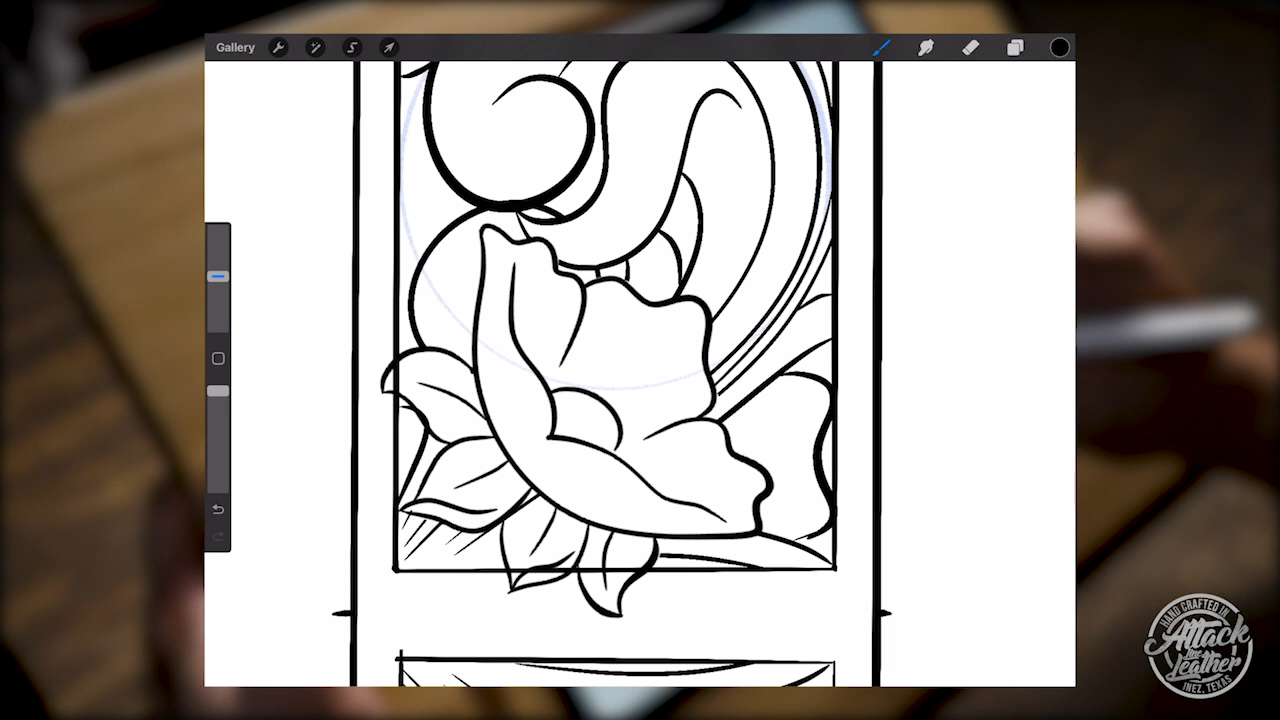 Gallery
HAND CRAFTED IN
Attack
the
Leather
INEZ, TEXAS